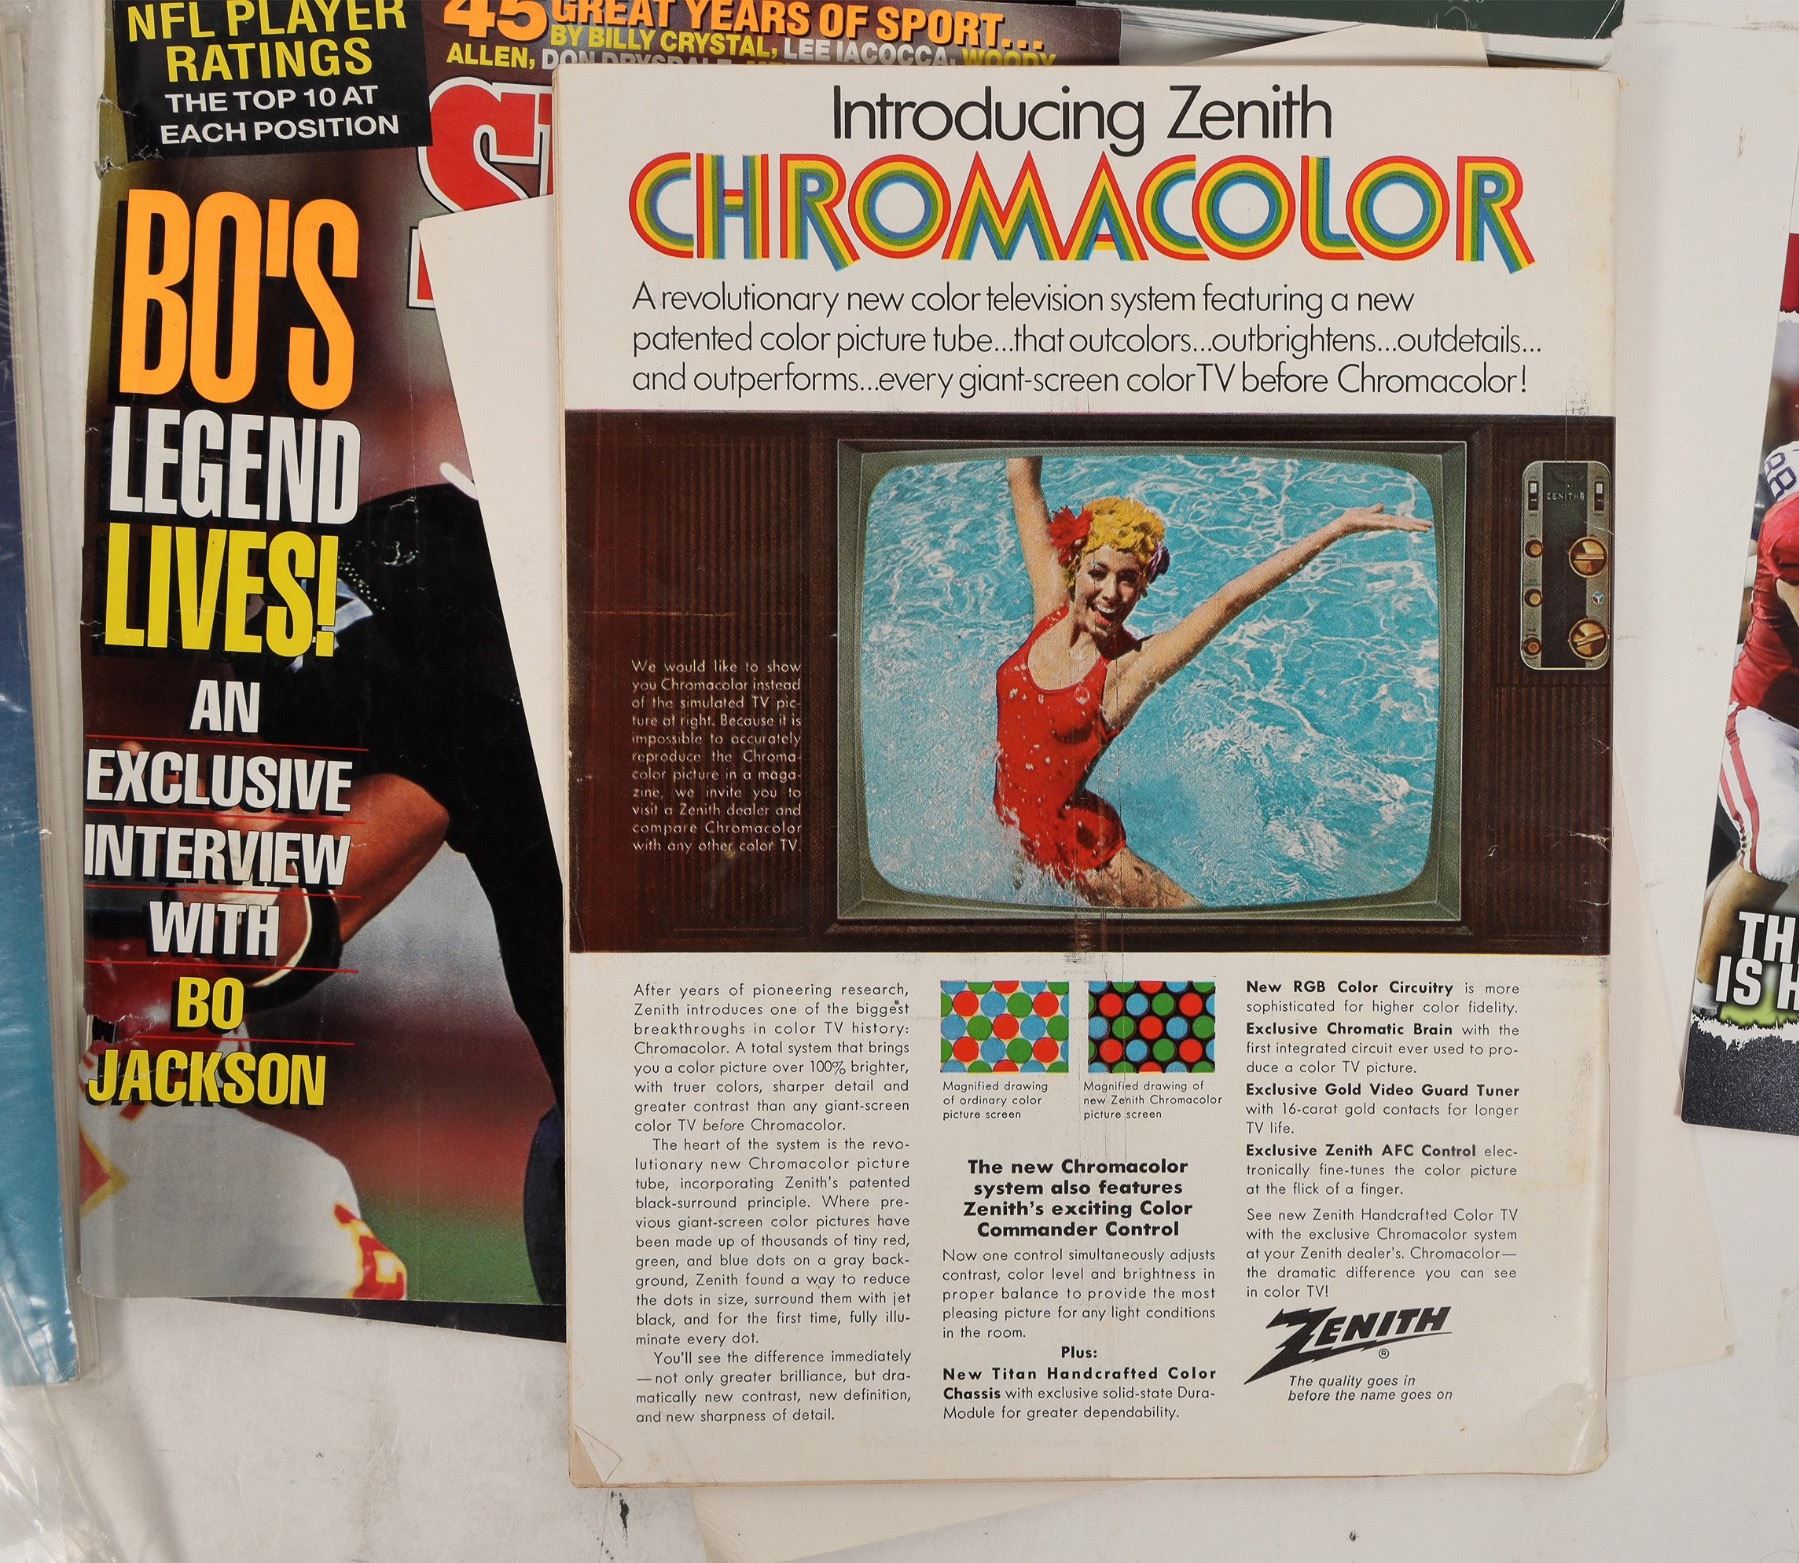 NFL PLAYER
RATINGS
THE TOP 10 AT
EACH POSITION
45 GREAT YEARS OF SPORT...
BY BILLY CRYSTAL, LEE IACOCCA, WOODY
ALLEN, DON DRYSDALE,
BO'S
LEGEND
LIVES!
AN
EXCLUSIVE
INTERVIEW
WITH
BO
JACKSON
Introducing Zenith
CHROMACOLOR
A revolutionary new color television system featuring a new
patented color picture tube...that outcolors...outbrightens...outdetails...
and outperforms...every giant-screen color TV before Chromacolor!
ZENITH
We would like to show
you Chromacolor instead
of the simulated TV pic-
ture at right. Because it is
impossible to accurately
reproduce the Chroma-
color picture in a maga-
zine, we invite you to
visit a Zenith dealer and
compare Chromacolor
with any other color TV.
After years of pioneering research,
Zenith introduces one of the biggest
breakthroughs in color TV history:
Chromacolor. A total system that brings
you a color picture over 100% brighter,
with truer colors, sharper detail and
greater contrast than any giant-screen
color TV before Chromacolor.
The heart of the system is the revo-
lutionary new Chromacolor picture
tube, incorporating Zenith's patented
black-surround principle. Where pre-
vious giant-screen color pictures have
been made up of thousands of tiny red,
green, and blue dots on a gray back-
ground, Zenith found a way to reduce
the dots in size, surround them with jet
black, and for the first time, fully illu-
minate every dot.
You'll see the difference immediately
—not only greater brilliance, but dra-
matically new contrast, new definition,
and new sharpness of detail.
Magnified drawing
of ordinary color
picture screen
Magnified drawing of
new Zenith Chromacolor
picture screen
The new Chromacolor
system also features
Zenith's exciting Color
Commander Control
Now one control simultaneously adjusts
contrast, color level and brightness in
proper balance to provide the most
pleasing picture for any light conditions
in the room.
Plus:
New Titan Handcrafted Color
Chassis with exclusive solid-state Dura-
Module for greater dependability.
New RGB Color Circuitry is more
sophisticated for higher color fidelity.
Exclusive Chromatic Brain with the
first integrated circuit ever used to pro-
duce a color TV picture.
Exclusive Gold Video Guard Tuner
with 16-carat gold contacts for longer
TV life.
Exclusive Zenith AFC Control elec-
tronically fine-tunes the color picture
at the flick of a finger.
See new Zenith Handcrafted Color TV
with the exclusive Chromacolor system
at your Zenith dealer's. Chromacolor—
the dramatic difference you can see
in color TV!
ZENITH
®
The quality goes in
before the name goes on
88
IS